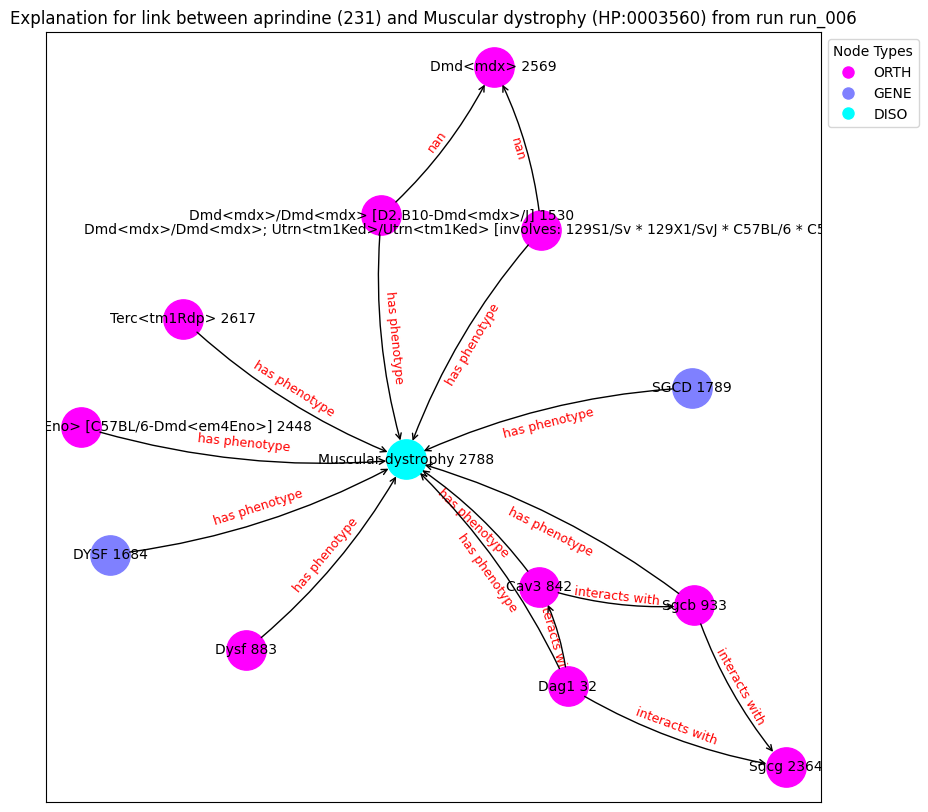 Explanation for link between aprindine (231) and Muscular dystrophy (HP:0003560) from run run_006
Node Types
ORTH
GENE
DISO
Dmd<mdx> 2569
nan
nan
Dmd<mdx>/Dmd<mdx> [D2.B10-Dmd<mdx>/J] 1530
Dmd<mdx>/Dmd<mdx>; Utrn<tm1Ked>/Utrn<tm1Ked> [involves: 129S1/Sv * 129X1/SvJ * C57BL/6 * C5
Terc<tm1Rdp> 2617
has phenotype
has phenotype
has phenotype
SGCD 1789
has phenotype
Eno> [C57BL/6-Dmd<em4Eno>] 2448
has phenotype
Muscular dystrophy 2788
has phenotype
has phenotype
has phenotype
DYSF 1684
has phenotype
has phenotype
Cav3 842
interacts with
Sgcb 933
Dysf 883
teracts wi
Dag1 32
interacts with
interacts with
Sgcg 2364